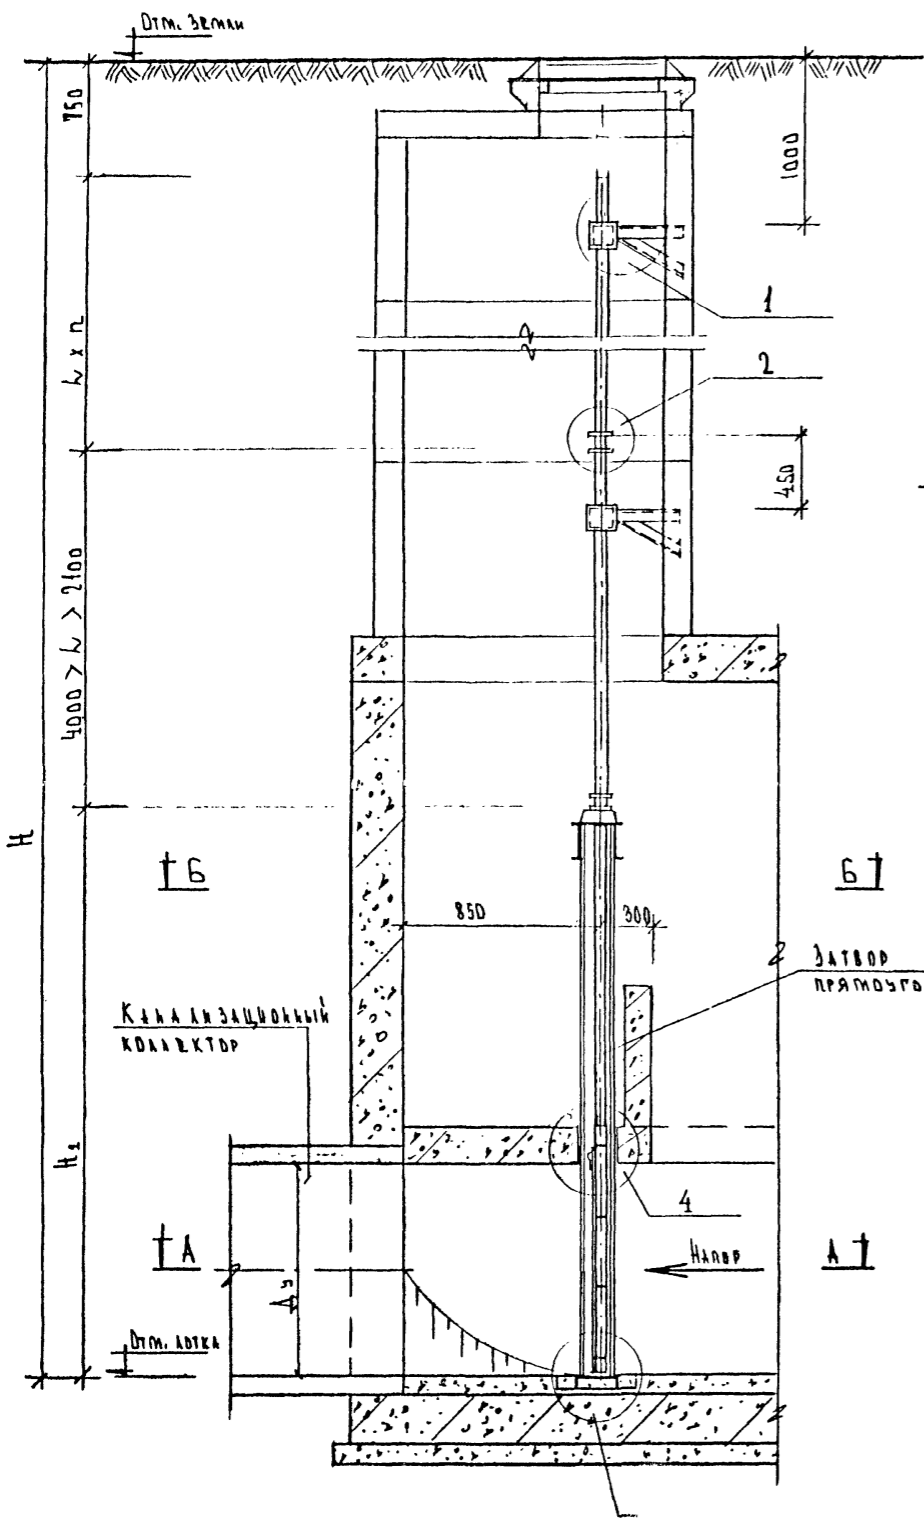 Отм. земли
750
1000
1
L x n
2
450
4000 > L > 2100
H
Б
Б
850
300
Затвор
прямоуго
Канализационный
коллектор
H1
4
А
Напор
А
Ду
Отм. лотка